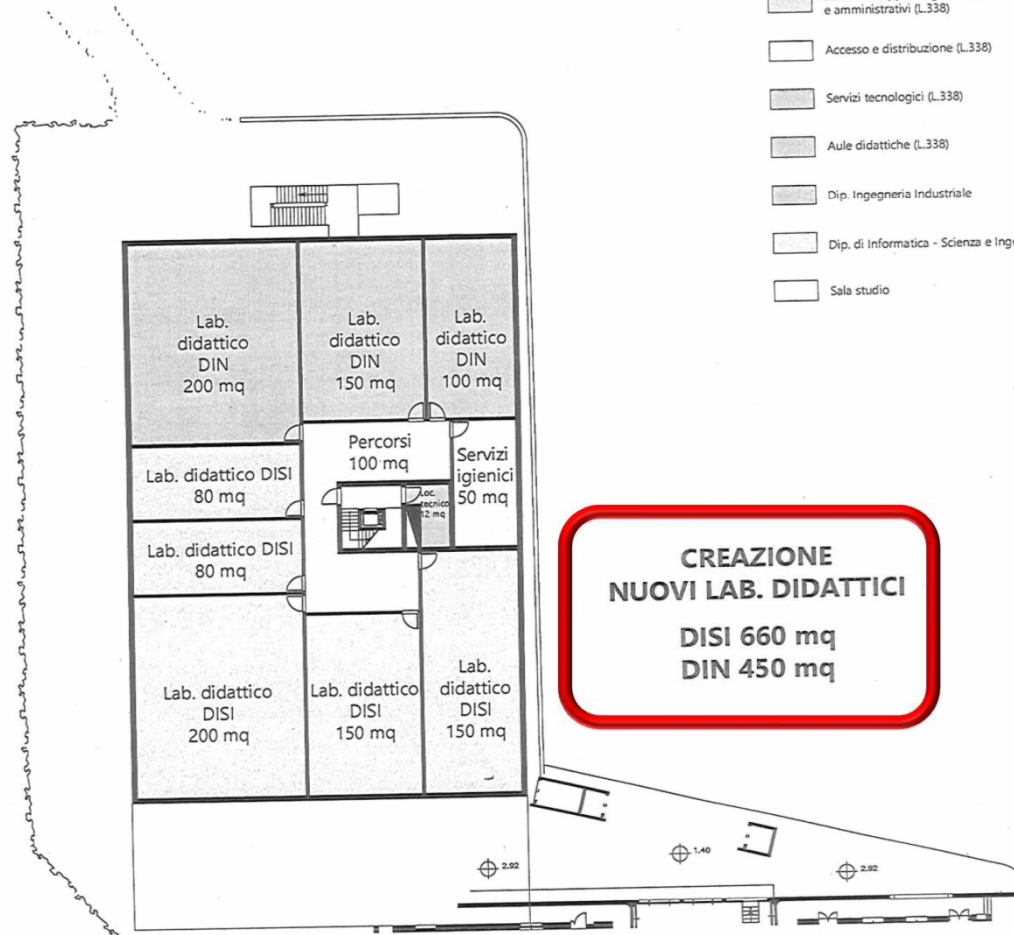 e amministrativi (L.338)
Accesso e distribuzione (L.338)
Servizi tecnologici (L.338)
Aule didattiche (L.338)
Dip. Ingegneria Industriale
Dip. di Informatica - Scienza e Inge
Sala studio
Lab.
didattico
DIN
200 mq
Lab.
didattico
DIN
150 mq
Lab.
didattico
DIN
100 mq
Percorsi
100 mq
Servizi
igienici
50 mq
Lab. didattico DISI
80 mq
Loc.
tecnico
12 mq
Lab. didattico DISI
80 mq
Lab. didattico
DISI
200 mq
Lab. didattico
DISI
150 mq
Lab.
didattico
DISI
150 mq
CREAZIONE
NUOVI LAB. DIDATTICI
DISI 660 mq
DIN 450 mq
2.92
1.40
2.92